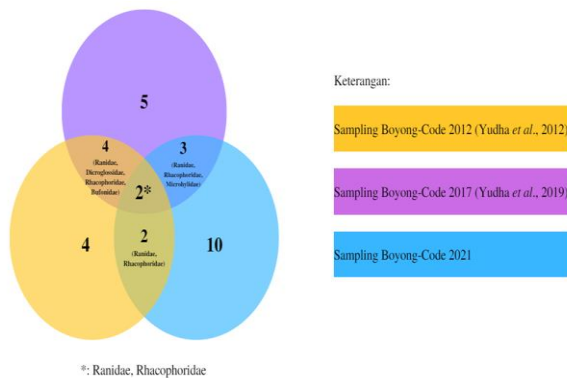 5
4
(Ranidae,
Dicroglossidae,
Rhacophoridae,
Bufonidae)
3
(Ranidae,
Rhacophoridae,
Microhylidae)
2*
4
2
(Ranidae,
Rhacophoridae)
10
*: Ranidae, Rhacophoridae
Keterangan:
Sampling Boyong-Code 2012 (Yudha et al., 2012)
Sampling Boyong-Code 2017 (Yudha et al., 2019)
Sampling Boyong-Code 2021